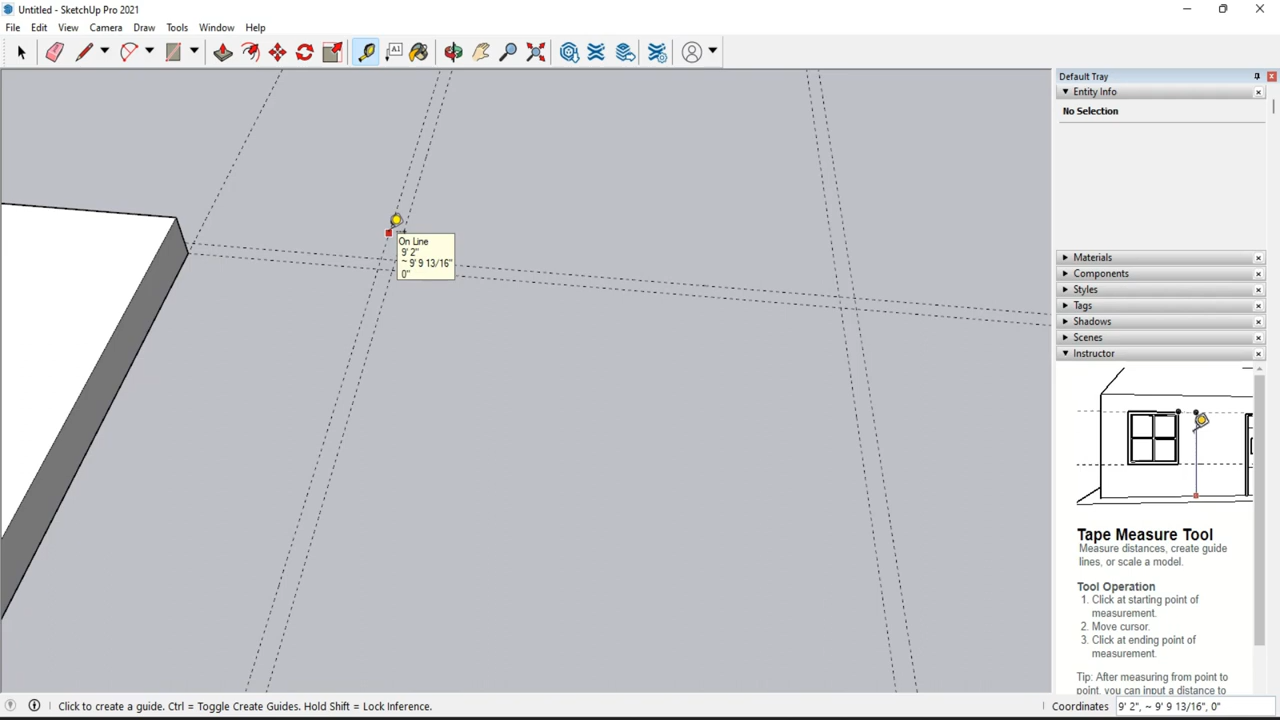 Untitled - SketchUp Pro 2021
File Edit View Camera Draw Tools Window Help
A1
Default Tray
Entity Info
No Selection
On Line
9' 2"
~ 9' 9 13/16"
0"
Materials
Components
Styles
Tags
Shadows
Scenes
Instructor
Tape Measure Tool
Measure distances, create guide
lines, or scale a model.
Tool Operation
1. Click at starting point of
measurement.
2. Move cursor.
3. Click at ending point of
measurement.
Tip: After measuring from point to
point, you can input a distance to
Click to create a guide. Ctrl = Toggle Create Guides. Hold Shift = Lock Inference.
Coordinates 9' 2", ~ 9' 9 13/16", 0"